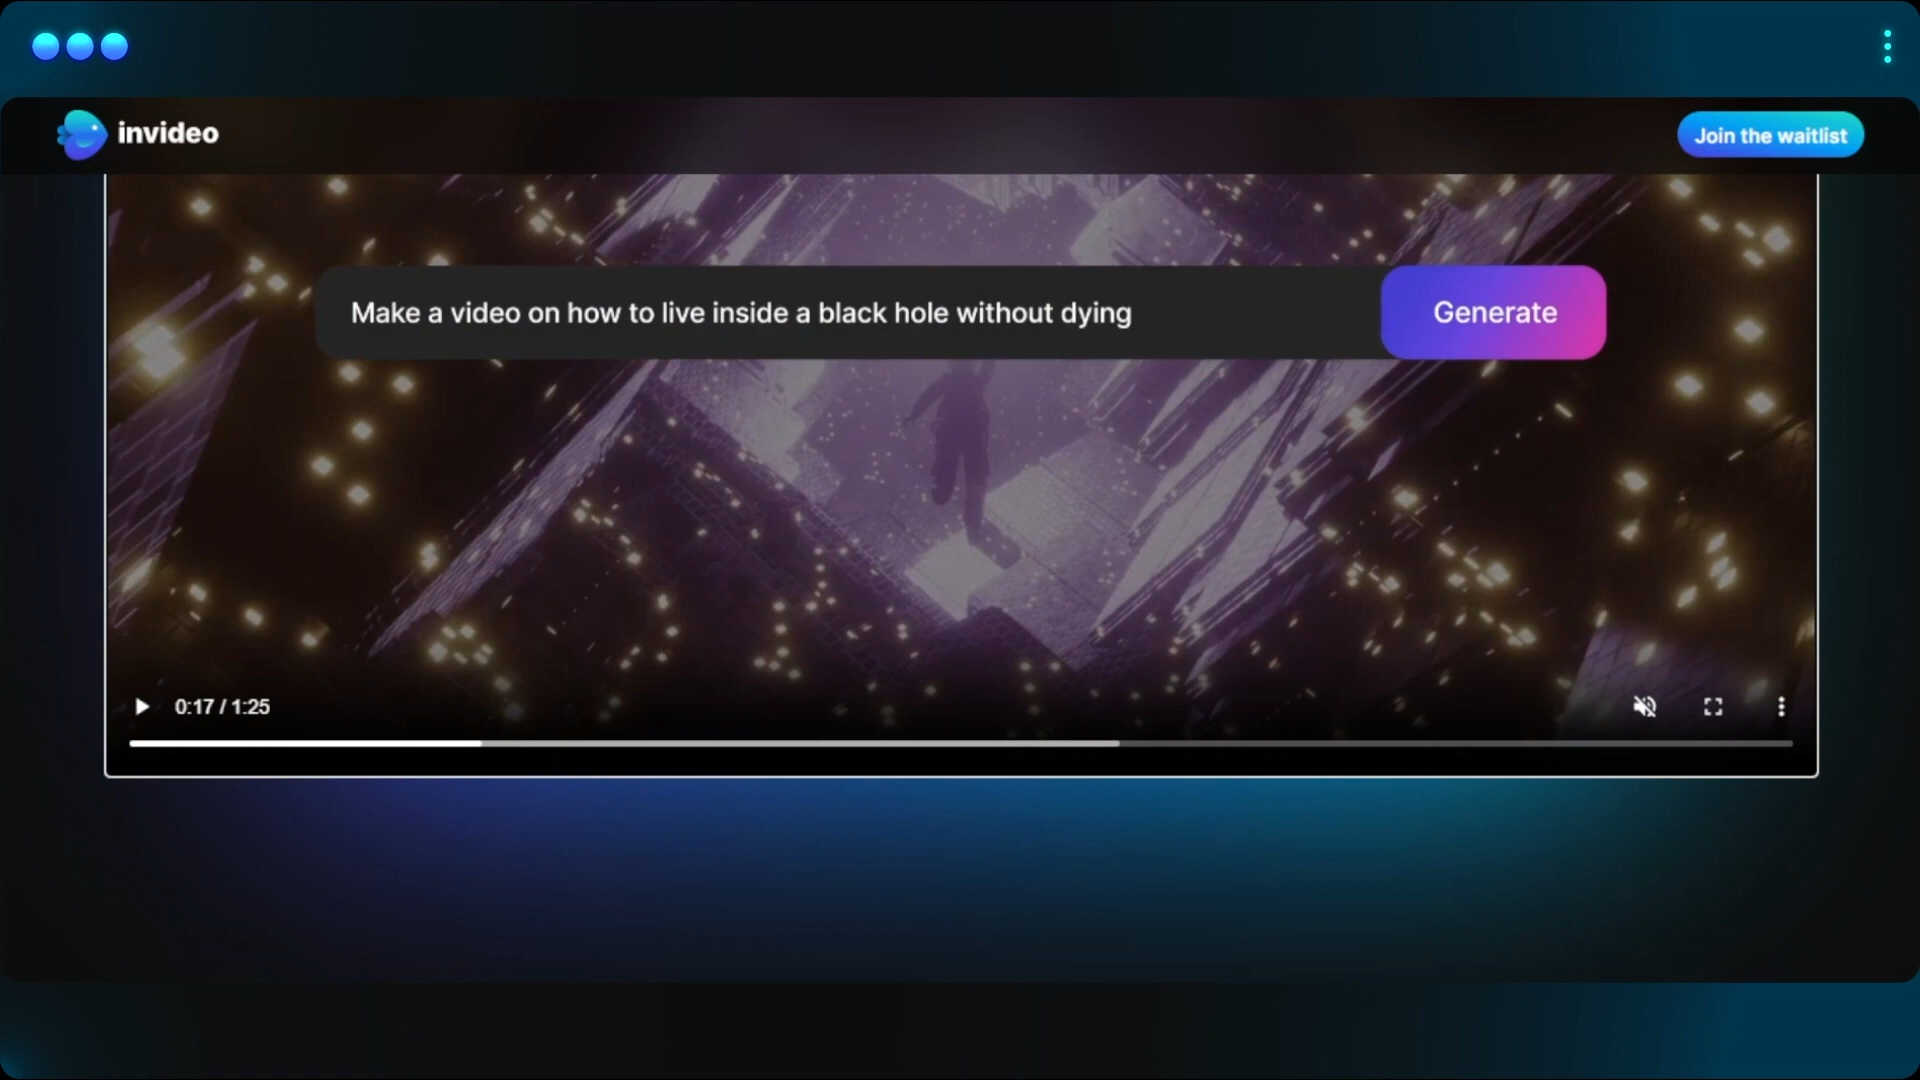 invideo
Join the waitlist
Make a video on how to live inside a black hole without dying
Generate
0:17 / 1:25